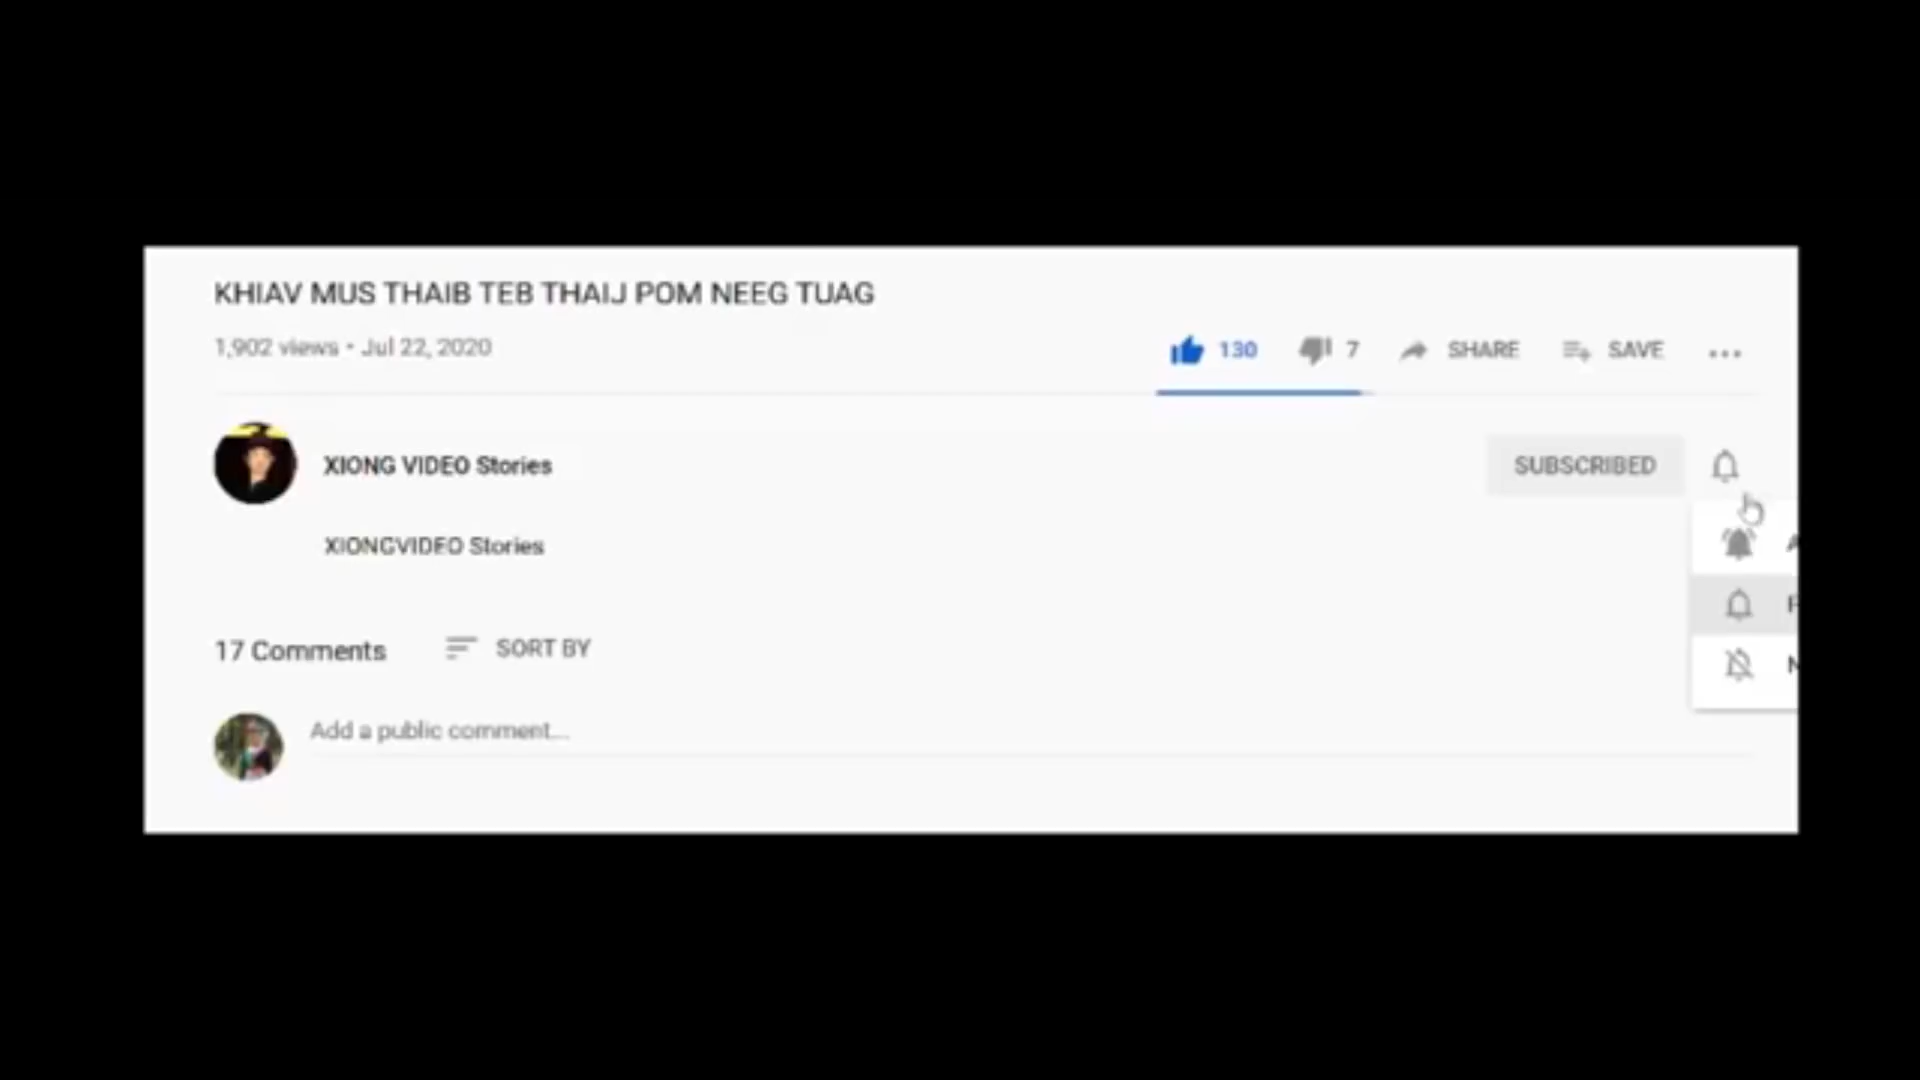 KHIAV MUS THAIB TEB THAIJ POM NEEG TUAG
1,902 views • Jul 22, 2020
130 7 SHARE SAVE
XIONG VIDEO Stories
SUBSCRIBED
XIONGVIDEO Stories
17 Comments SORT BY
Add a public comment...